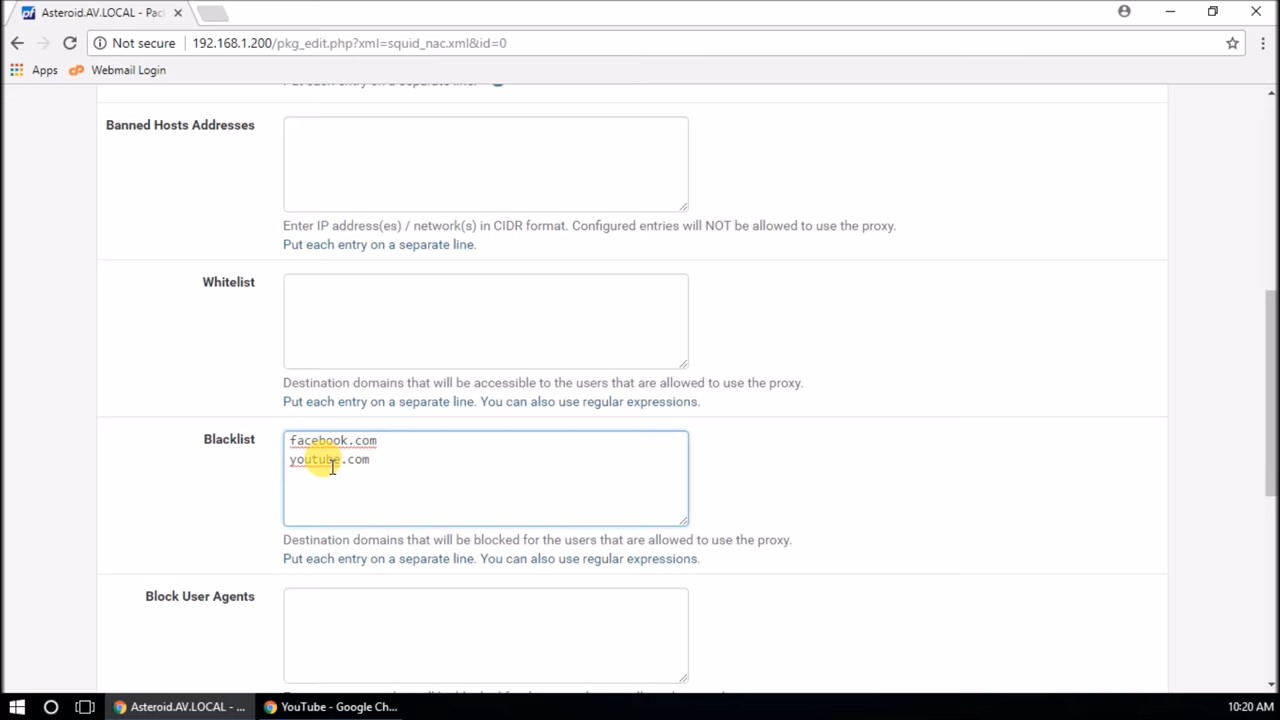 Asteroid.AV.LOCAL - Pac
Not secure 192.168.1.200/pkg_edit.php?xml=squid_nac.xml&id=0
Apps Webmail Login
Put each entry on a separate line.
Banned Hosts Addresses
Enter IP address(es) / network(s) in CIDR format. Configured entries will NOT be allowed to use the proxy.
Put each entry on a separate line.
Whitelist
Destination domains that will be accessible to the users that are allowed to use the proxy.
Put each entry on a separate line. You can also use regular expressions.
Blacklist
facebook.com
youtube.com
Destination domains that will be blocked for the users that are allowed to use the proxy.
Put each entry on a separate line. You can also use regular expressions.
Block User Agents
Asteroid.AV.LOCAL - ... YouTube - Google Ch... 10:20 AM